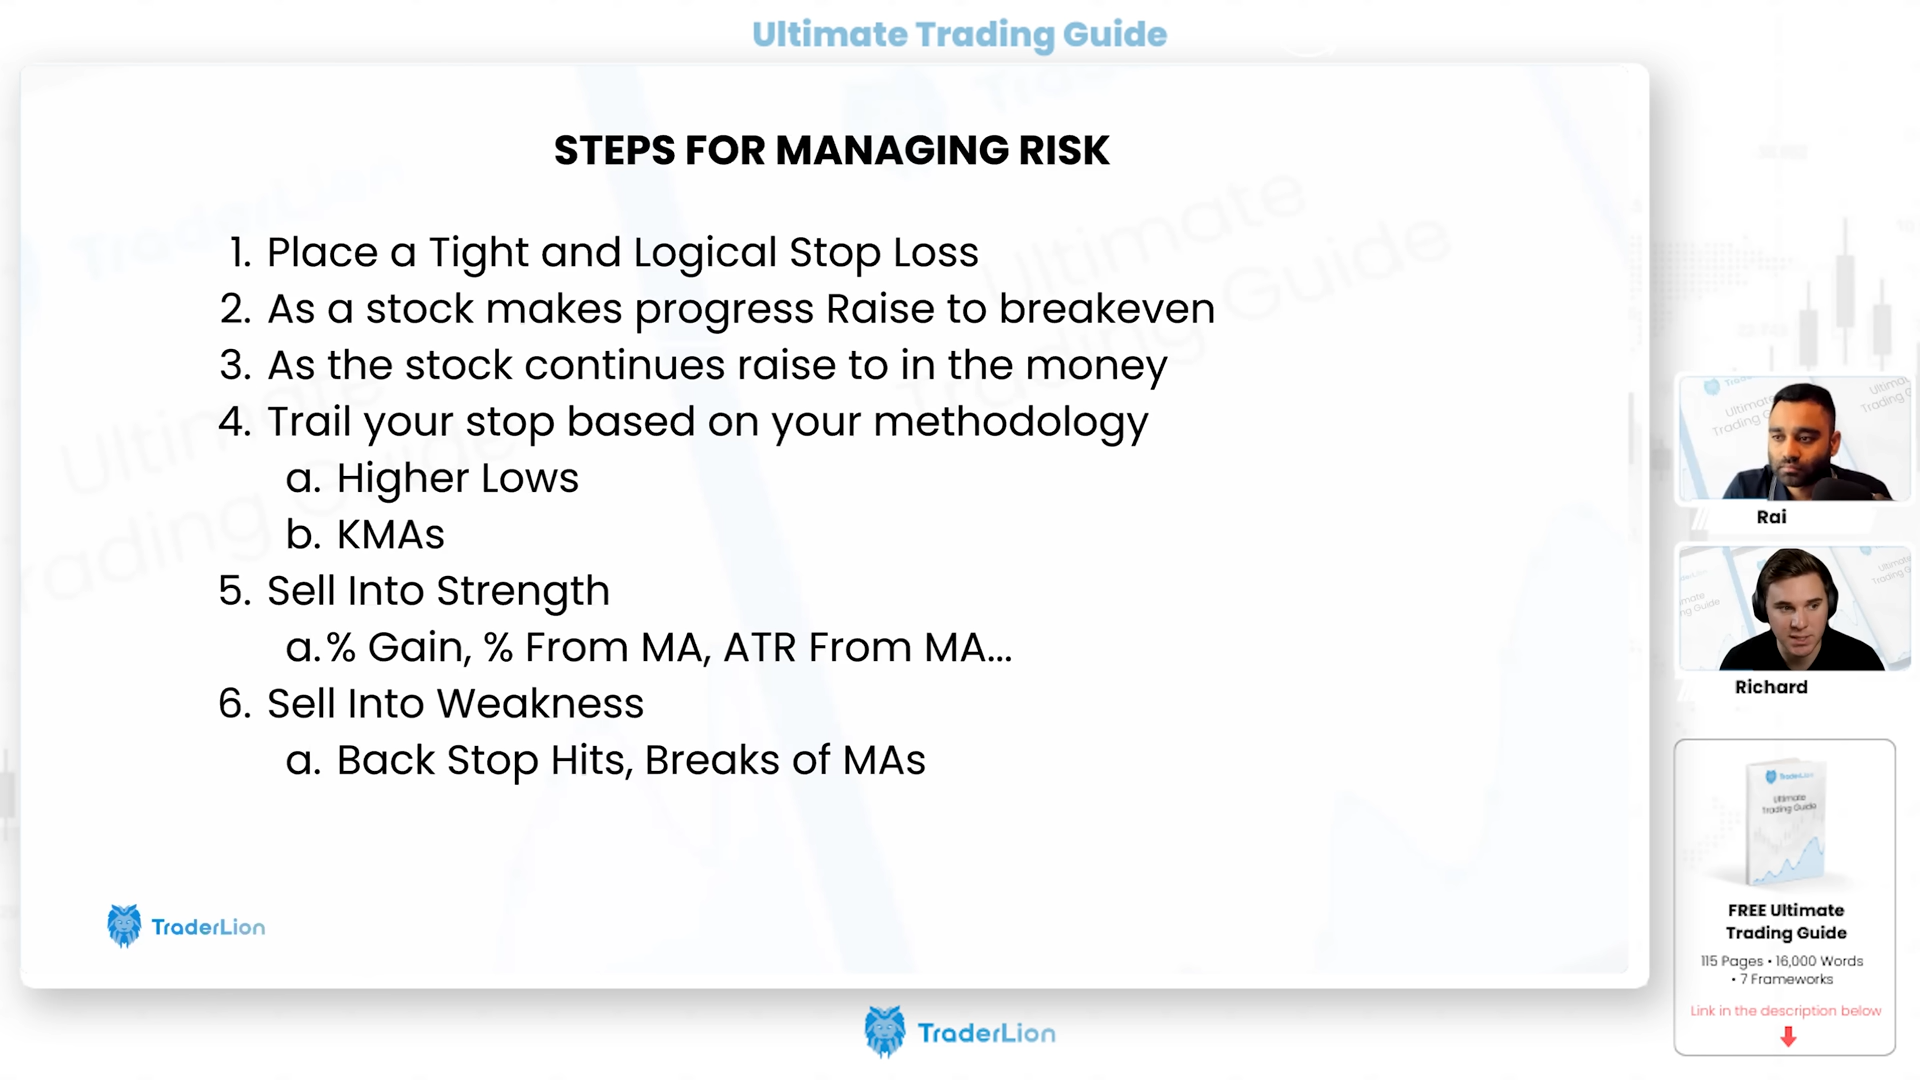 Ultimate Trading Guide
STEPS FOR MANAGING RISK
1. Place a Tight and Logical Stop Loss
2. As a stock makes progress Raise to breakeven
3. As the stock continues raise to in the money
4. Trail your stop based on your methodology
a. Higher Lows
b. KMAs
5. Sell Into Strength
a. % Gain, % From MA, ATR From MA...
6. Sell Into Weakness
a. Back Stop Hits, Breaks of MAs
TraderLion
TraderLion
Rai
Richard
TraderLion
Ultimate
Trading Guide
FREE Ultimate
Trading Guide
115 Pages • 16,000 Words
• 7 Frameworks
Link in the description below